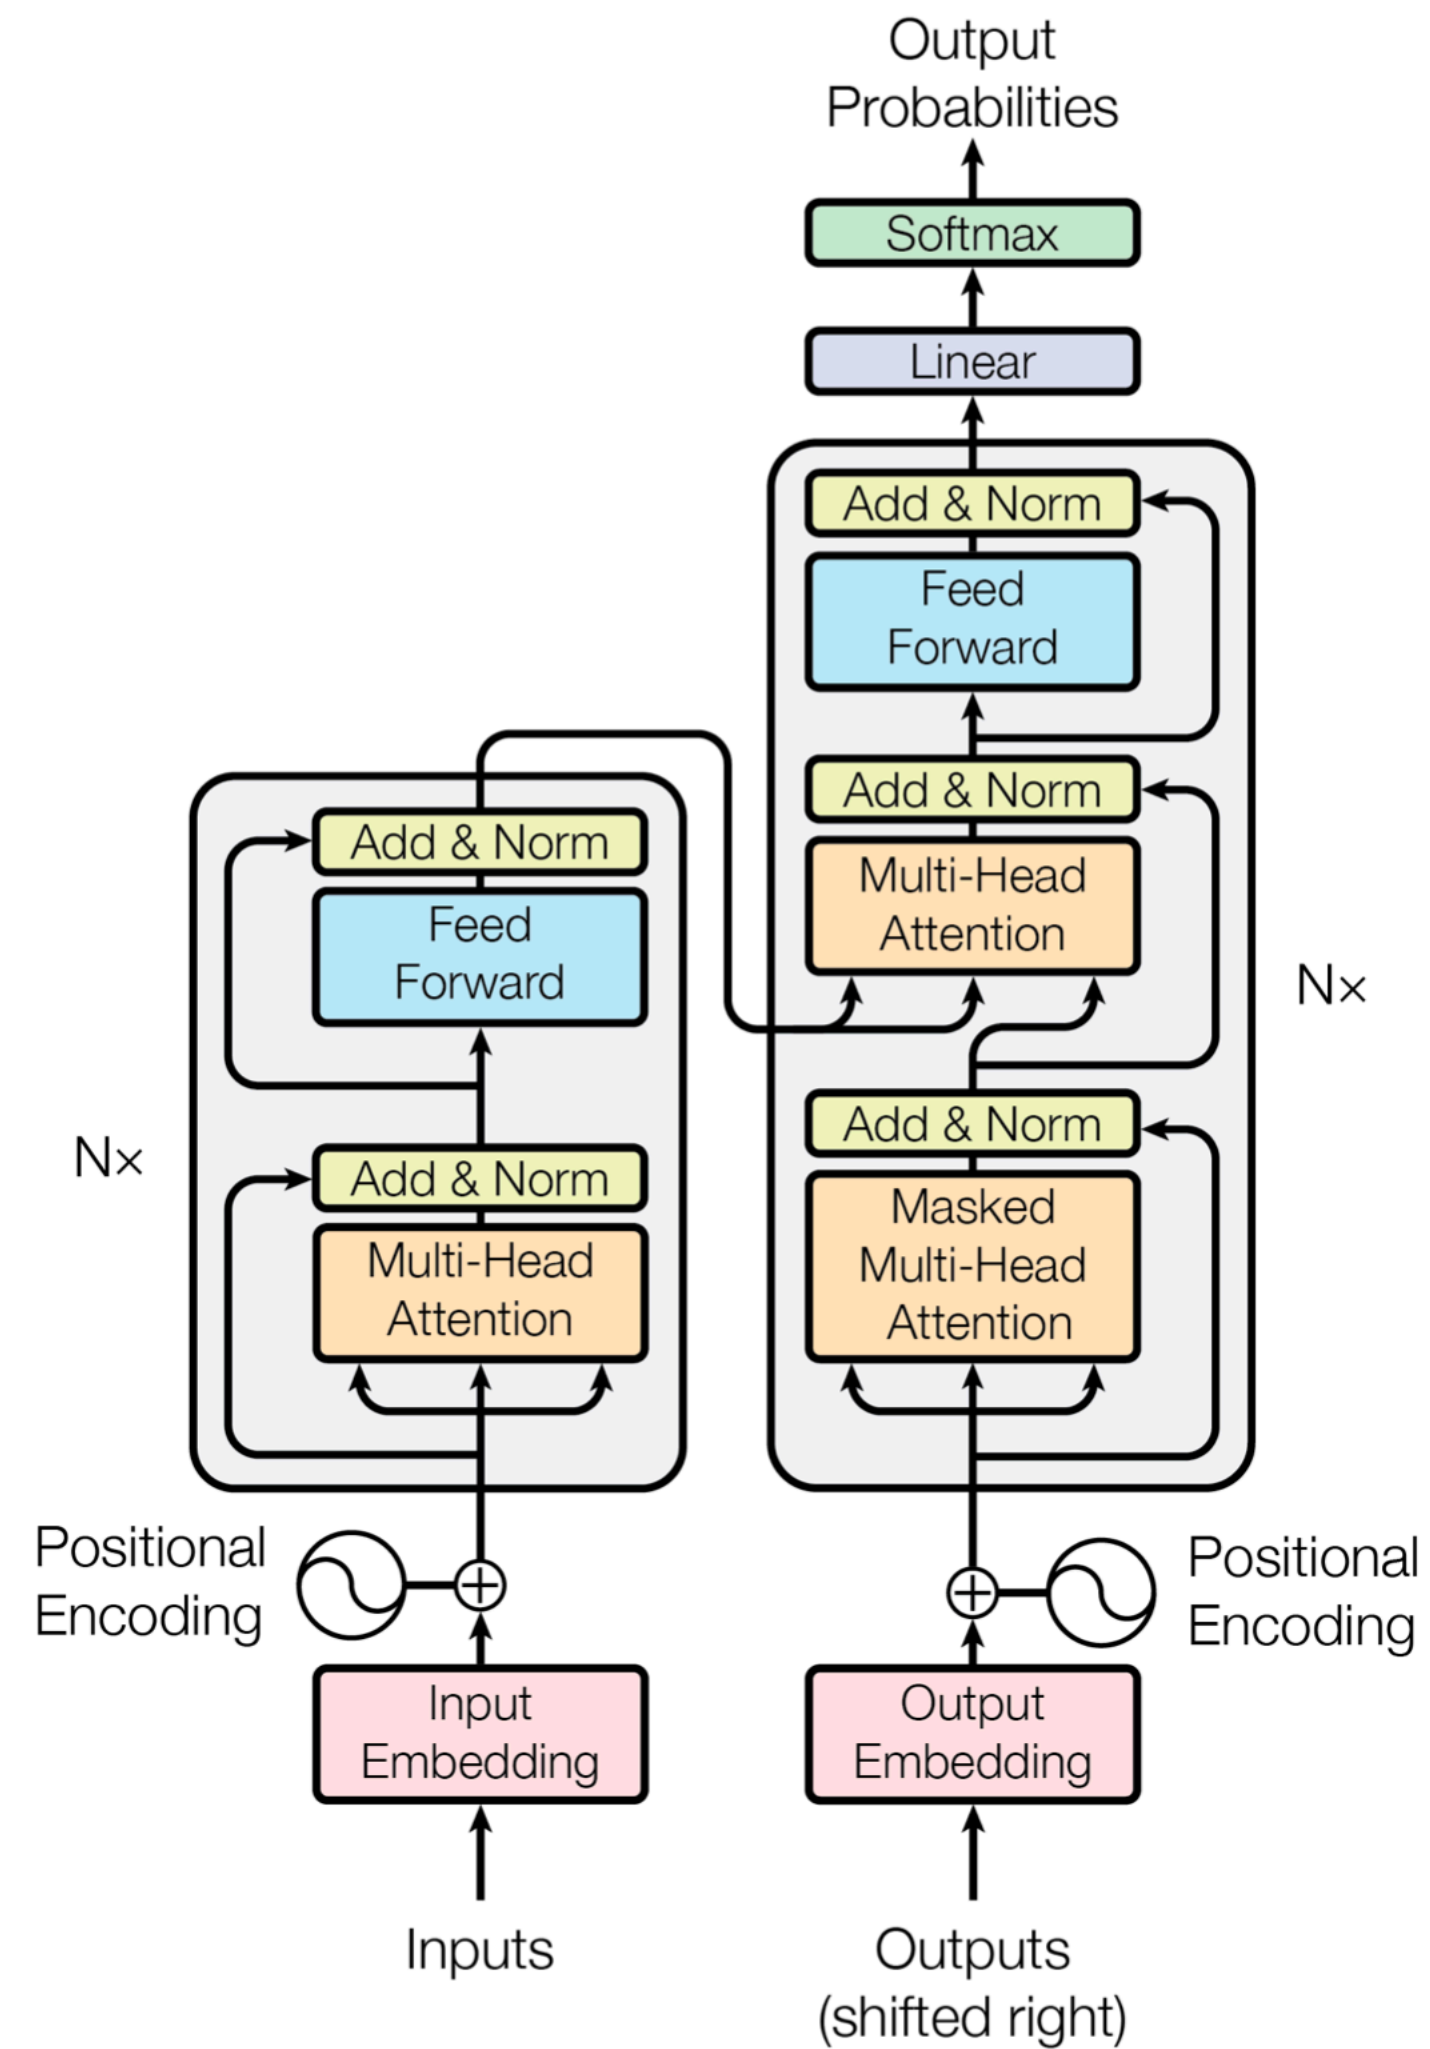 Output
Probabilities
Softmax
Linear
Add & Norm
Feed
Forward
Add & Norm
Multi-Head
Attention
Add & Norm
Feed
Forward
Nx
Add & Norm
Masked
Multi-Head
Attention
Nx
Add & Norm
Multi-Head
Attention
Positional
Encoding
Positional
Encoding
Input
Embedding
Output
Embedding
Inputs
Outputs
(shifted right)